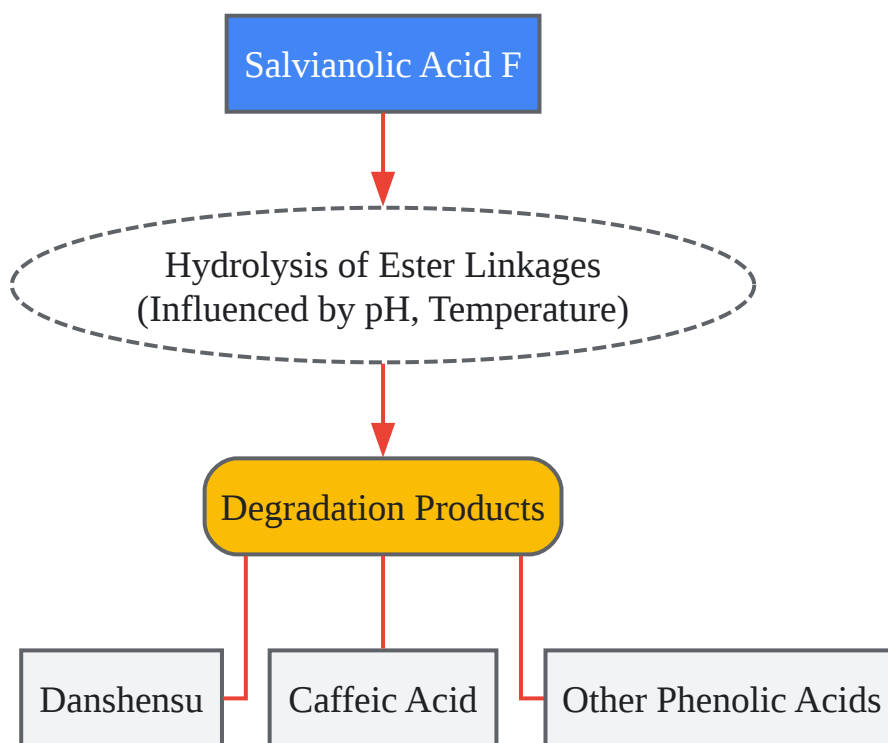 Salvianolic Acid F
Hydrolysis of Ester Linkages
(Influenced by pH, Temperature)
Degradation Products
Danshensu
Caffeic Acid
Other Phenolic Acids